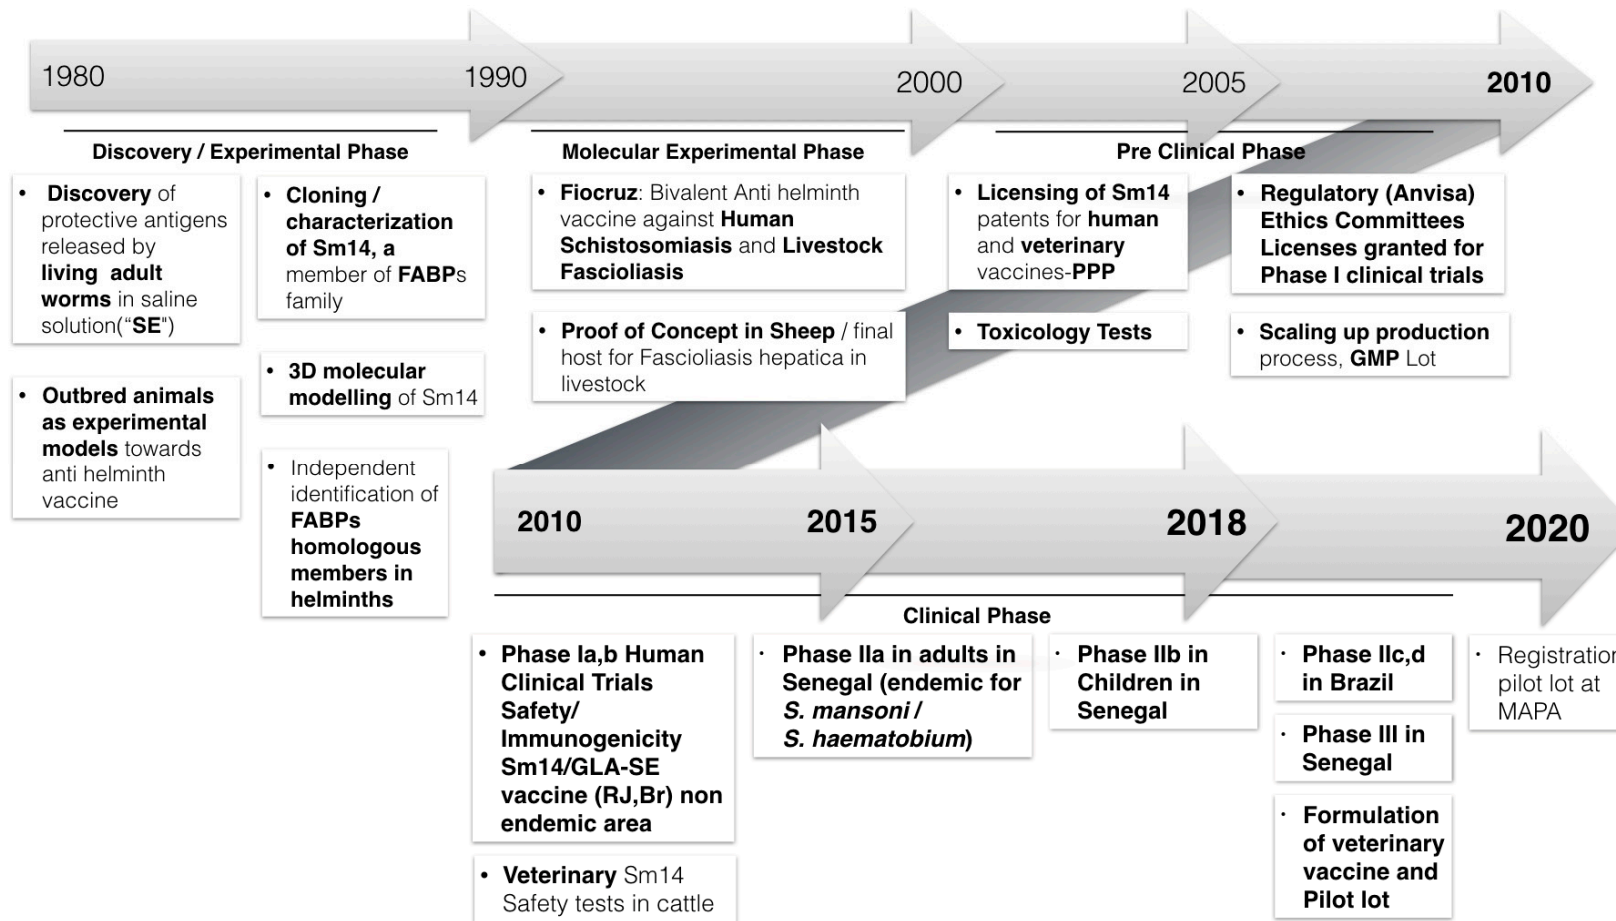 1980
1990
2000
2005
2010
Discovery / Experimental Phase
Molecular Experimental Phase
Pre Clinical Phase
• Discovery of
protective antigens
released by
living adult
worms in saline
solution(“SE")
• Outbred animals
as experimental
models towards
anti helminth
vaccine
• Cloning /
characterization
of Sm14, a
member of FABPs
family
• 3D molecular
modelling of Sm14
• Independent
identification of
FABPs
homologous
members in
helminths
• Fiocruz: Bivalent Anti helminth
vaccine against Human
Schistosomiasis and Livestock
Fascioliasis
• Proof of Concept in Sheep / final
host for Fascioliasis hepatica in
livestock
• Licensing of Sm14
patents for human
and veterinary
vaccines-PPP
• Toxicology Tests
• Regulatory (Anvisa)
Ethics Committees
Licenses granted for
Phase I clinical trials
• Scaling up production
process, GMP Lot
2010
2015
2018
2020
Clinical Phase
• Phase Ia,b Human
Clinical Trials
Safety/
Immunogenicity
Sm14/GLA-SE
vaccine (RJ,Br) non
endemic area
• Veterinary Sm14
Safety tests in cattle
· Phase IIa in adults in
Senegal (endemic for
S. mansoni /
S. haematobium)
· Phase IIb in
Children in
Senegal
· Phase IIc,d
in Brazil
· Phase III in
Senegal
· Formulation
of veterinary
vaccine and
Pilot lot
· Registration
pilot lot at
MAPA